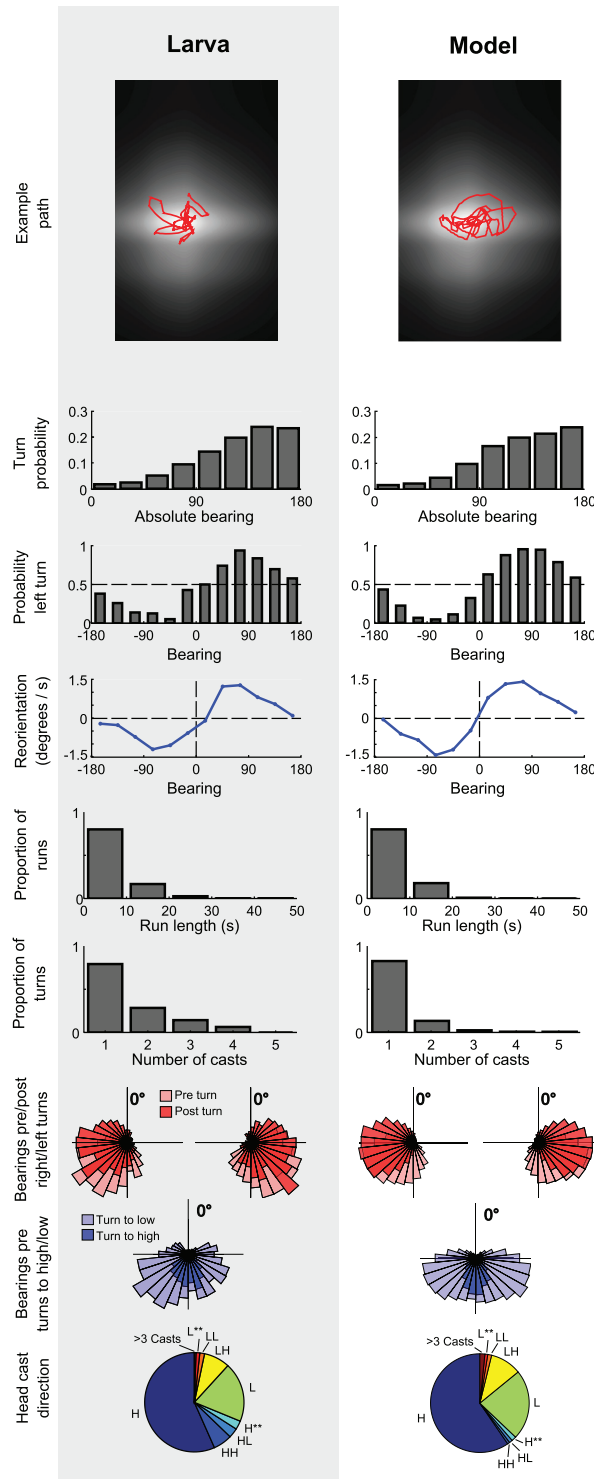 Larva Model
Example
path
Turn
probability
0.3
0.2
0.1
0
0 90 180
Absolute bearing
0.3
0.2
0.1
0
0 90 180
Absolute bearing
Probability
left turn
1
0.5
0
-180 -90 0 90 180
Bearing
1
0.5
0
-180 -90 0 90 180
Bearing
Reorientation
(degrees / s)
1.5
0
-1.5
-180 -90 0 90 180
Bearing
1.5
0
-1.5
-180 -90 0 90 180
Bearing
Proportion of
runs
1
0
0 10 20 30 40 50
Run length (s)
1
0
0 10 20 30 40 50
Run length (s)
Proportion of
turns
1
0
1 2 3 4 5
Number of casts
1
0
1 2 3 4 5
Number of casts
Bearings pre/post
right/left turns
0°
Pre turn
Post turn
0°
0°
0°
Bearings pre
turns to high/low
Turn to low
Turn to high
0°
0°
Head cast
direction
>3 Casts
L**
LL
LH
L
H**
HL
HH
H
>3 Casts
L**
LL
LH
L
H**
HL
HH
H